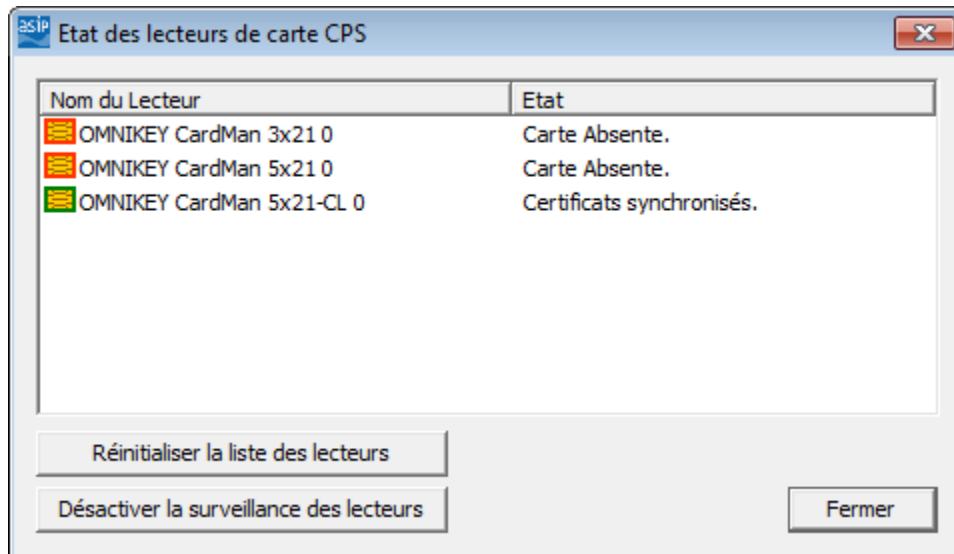 asip Etat des lecteurs de carte CPS
Nom du Lecteur Etat
OMNIKEY CardMan 3x21 0 Carte Absente.
OMNIKEY CardMan 5x21 0 Carte Absente.
OMNIKEY CardMan 5x21-CL 0 Certificats synchronisés.
Réinitialiser la liste des lecteurs
Désactiver la surveillance des lecteurs Fermer